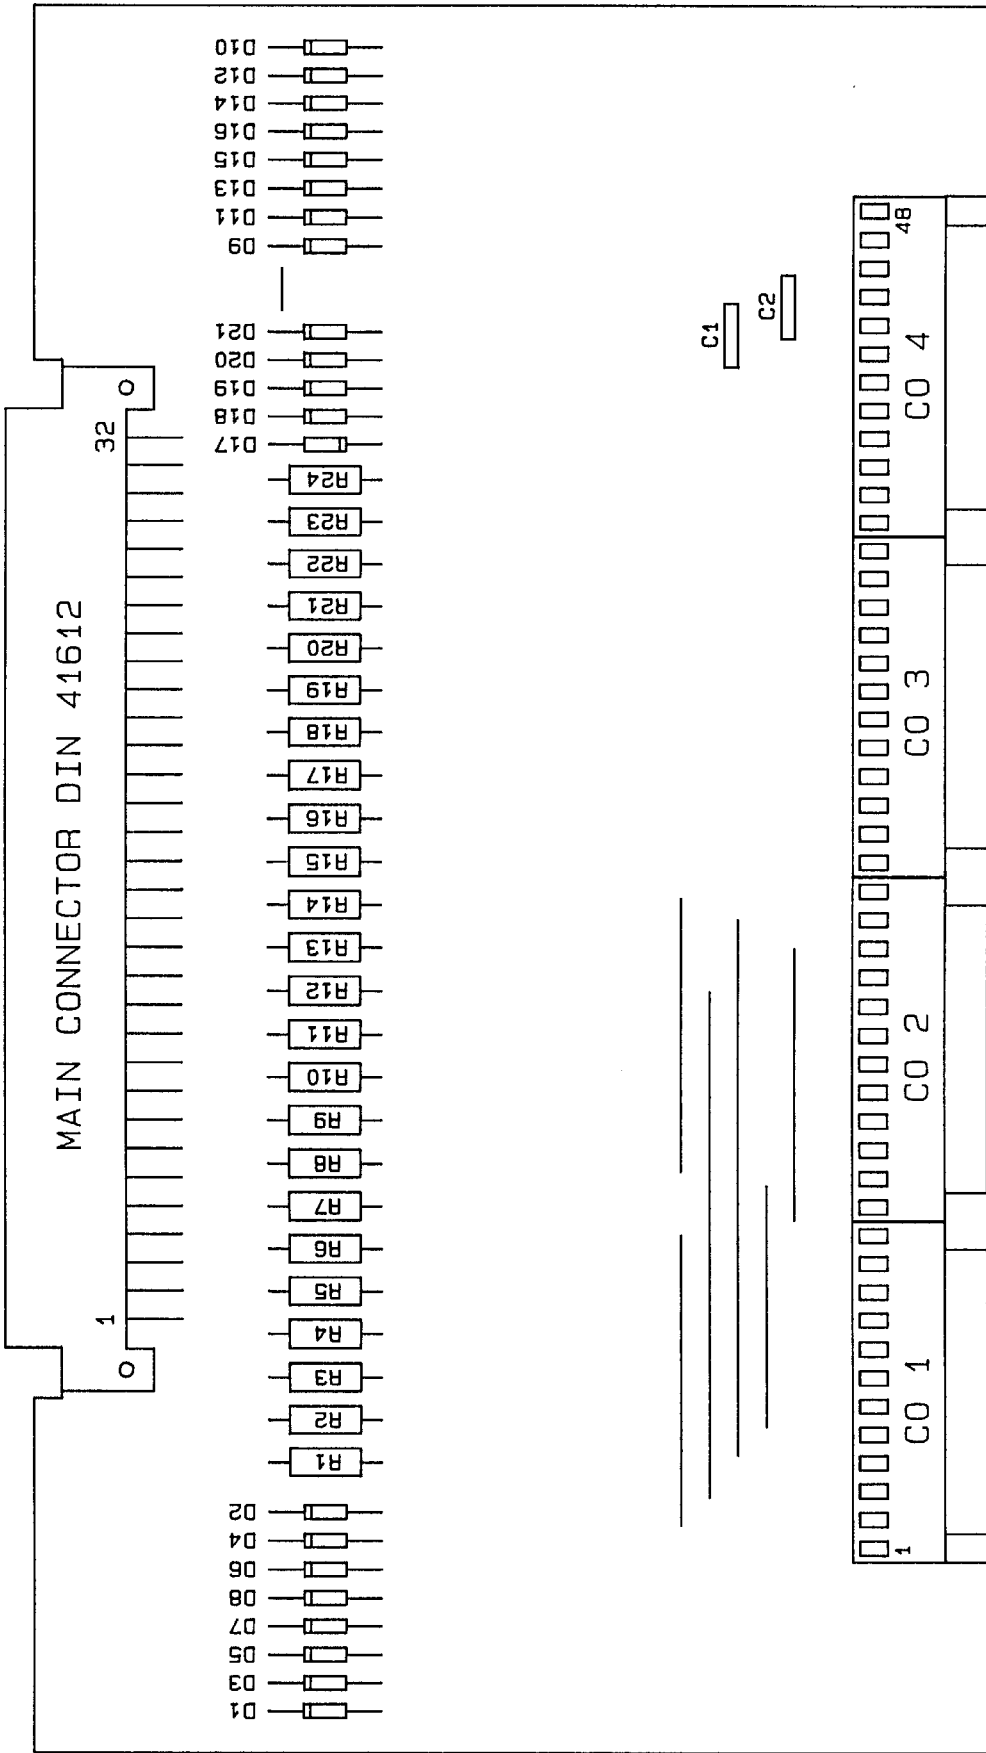 D10
D12
D14
D16
D15
D13
D11
D9
D21
D20
D19
D18
D17
R24
R23
R22
R21
R20
R19
R18
R17
R16
R15
R14
R13
R12
R11
R10
R9
R8
R7
R6
R5
R4
R3
R2
R1
D2
D4
D6
D8
D7
D5
D3
D1
MAIN CONNECTOR DIN 41612
32
1
C1
C2
48
CO 4
CO 3
CO 2
CO 1
1